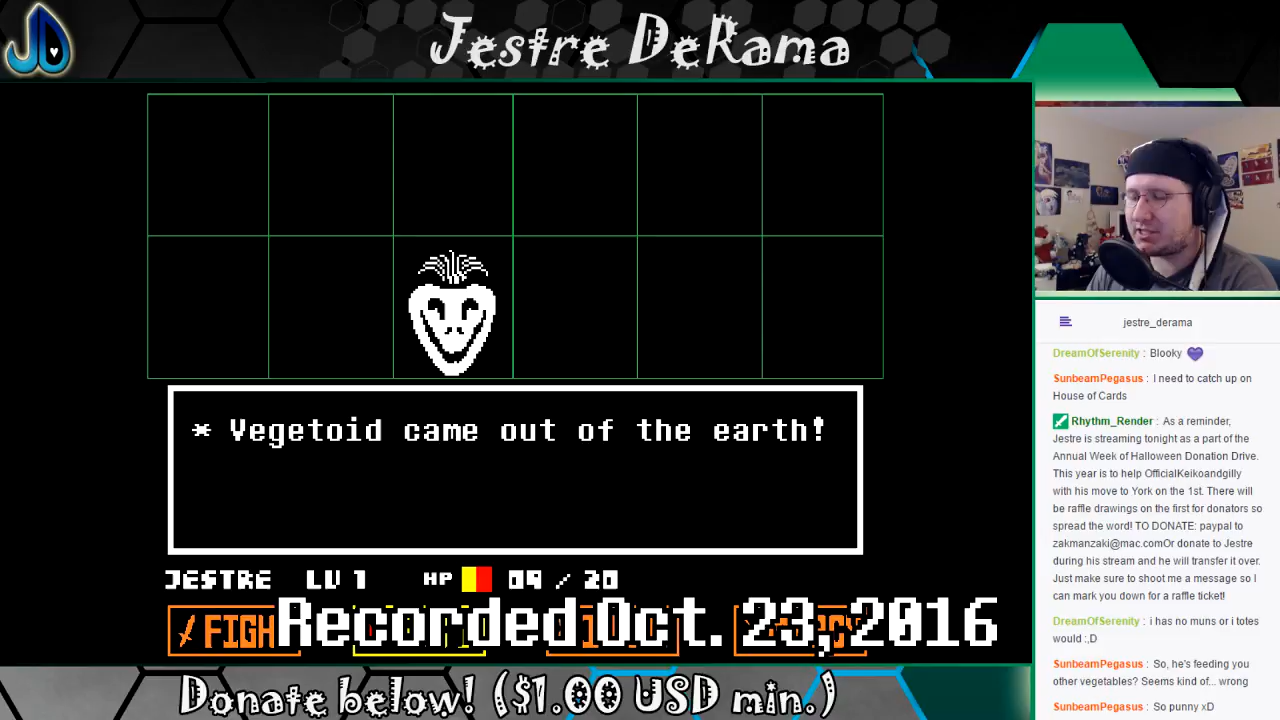 JD
Jestre DeRama
* Vegetoid came out of the earth!
JESTRE LV 1 HP 09 / 20
FIGH
Recorded Oct. 23, 2016
Donate below! ($1.00 USD min.)
jestre_derama
DreamOfSerenity : Blooky
SunbeamPegasus : I need to catch up on
House of Cards
Rhythm_Render : As a reminder,
Jestre is streaming tonight as a part of the
Annual Week of Halloween Donation Drive.
This year is to help OfficialKeikoandgilly
with his move to York on the 1st. There will
be raffle drawings on the first for donators so
spread the word! TO DONATE: paypal to
zakmanzaki@mac.comOr donate to Jestre
during his stream and he will transfer it over.
Just make sure to shoot me a message so I
can mark you down for a raffle ticket!
DreamOfSerenity : i has no muns or i totes
would :,D
SunbeamPegasus : So, he's feeding you
other vegetables? Seems kind of... wrong
SunbeamPegasus : So punny xD